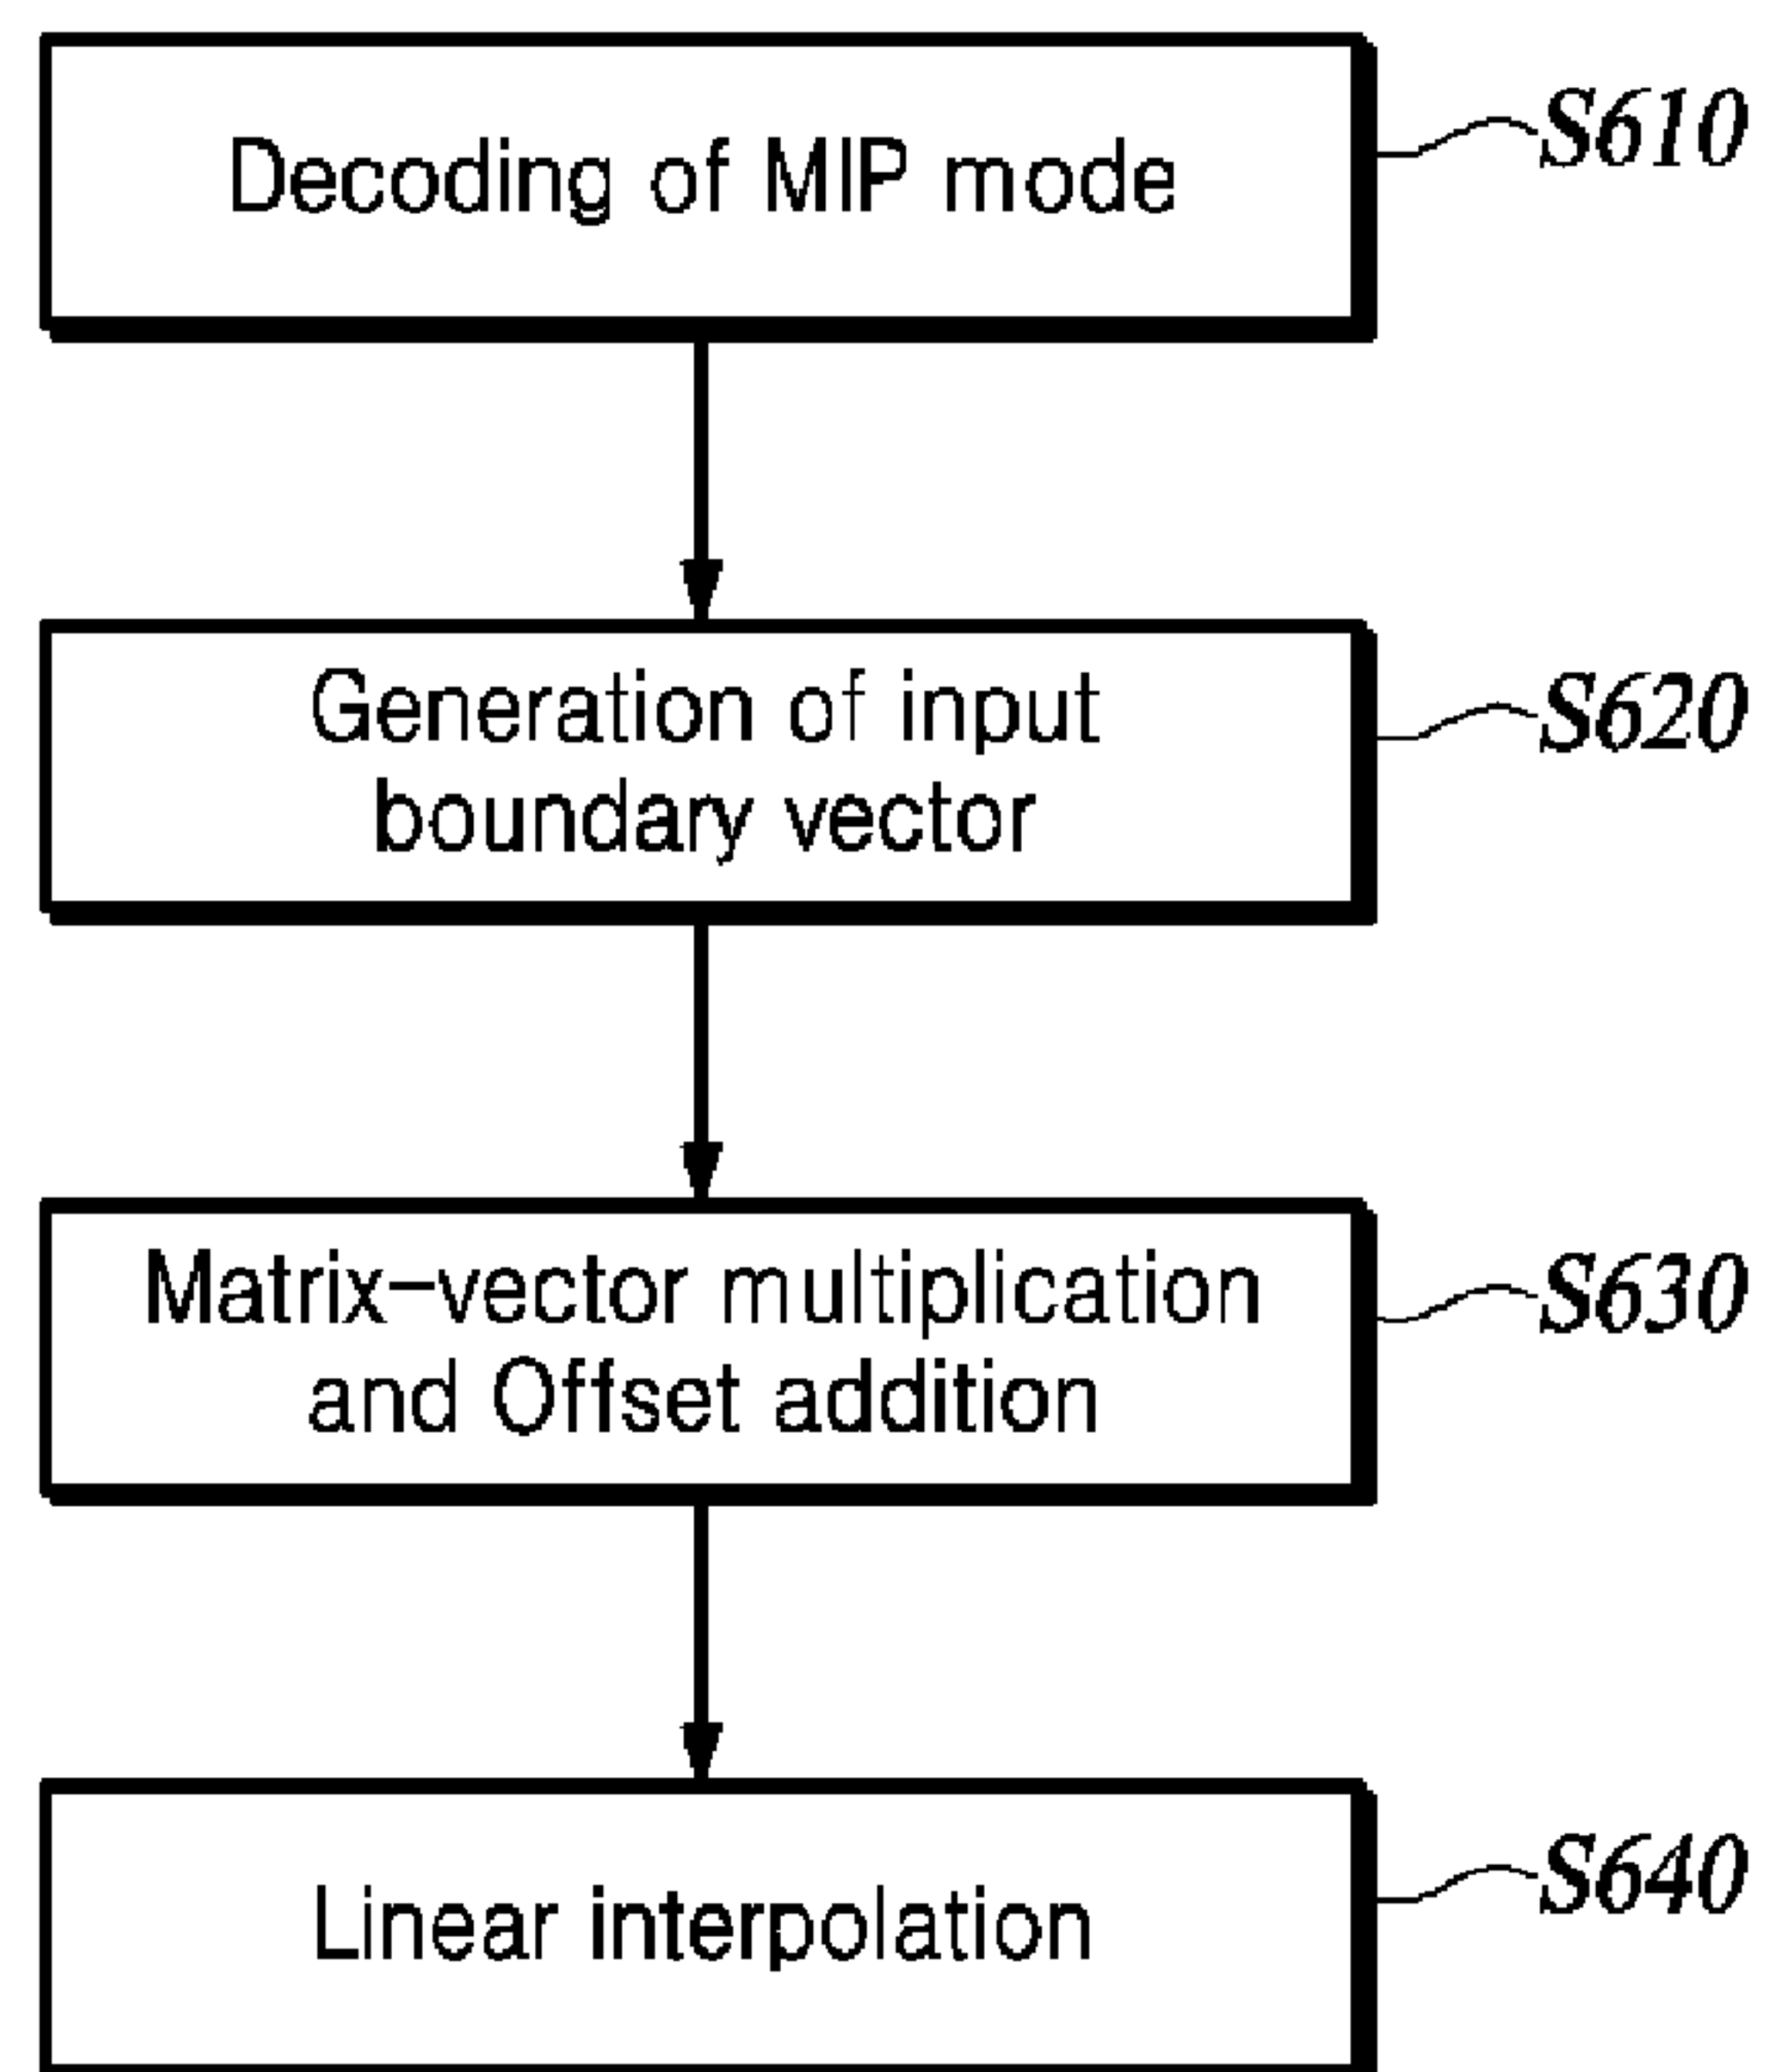 Decoding of MIP mode
S610
Generation of input
boundary vector
S620
Matrix-vector multiplication
and Offset addition
S630
Linear interpolation
S640